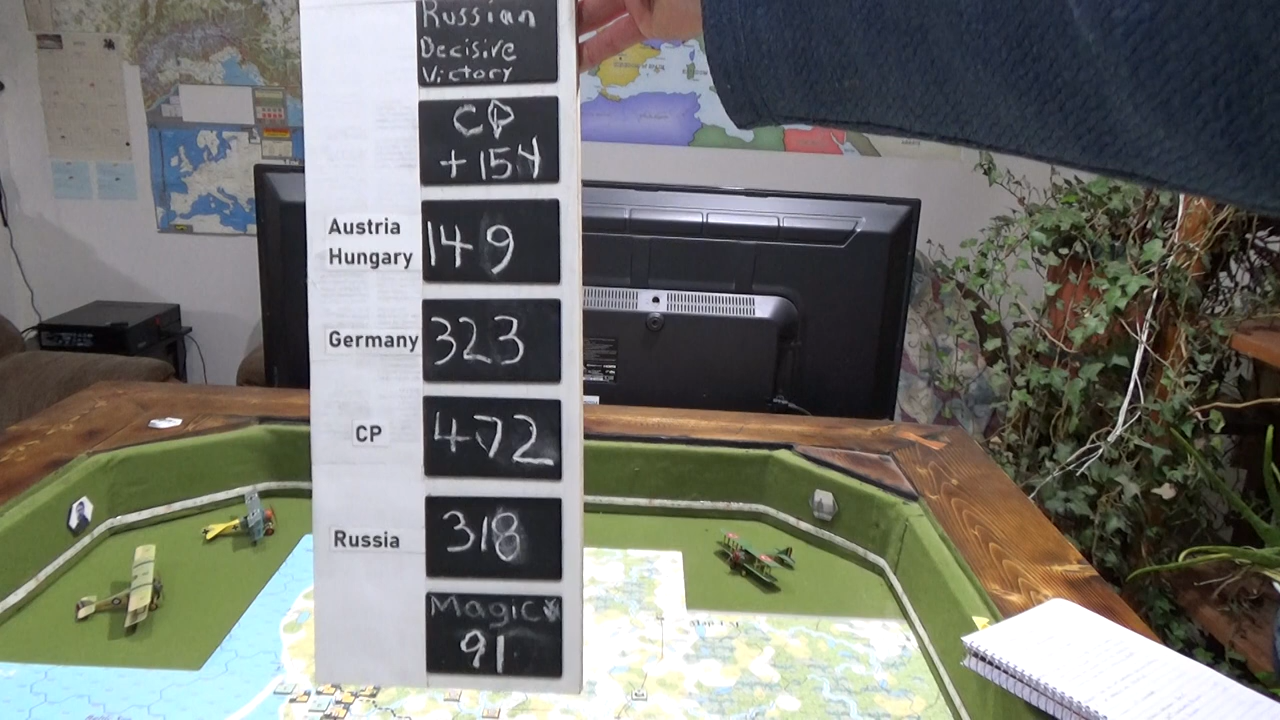 Russian
Decisive
Victory
CP
+154
Austria
Hungary
149
Germany
323
CP
472
Russia
318
Magic
91